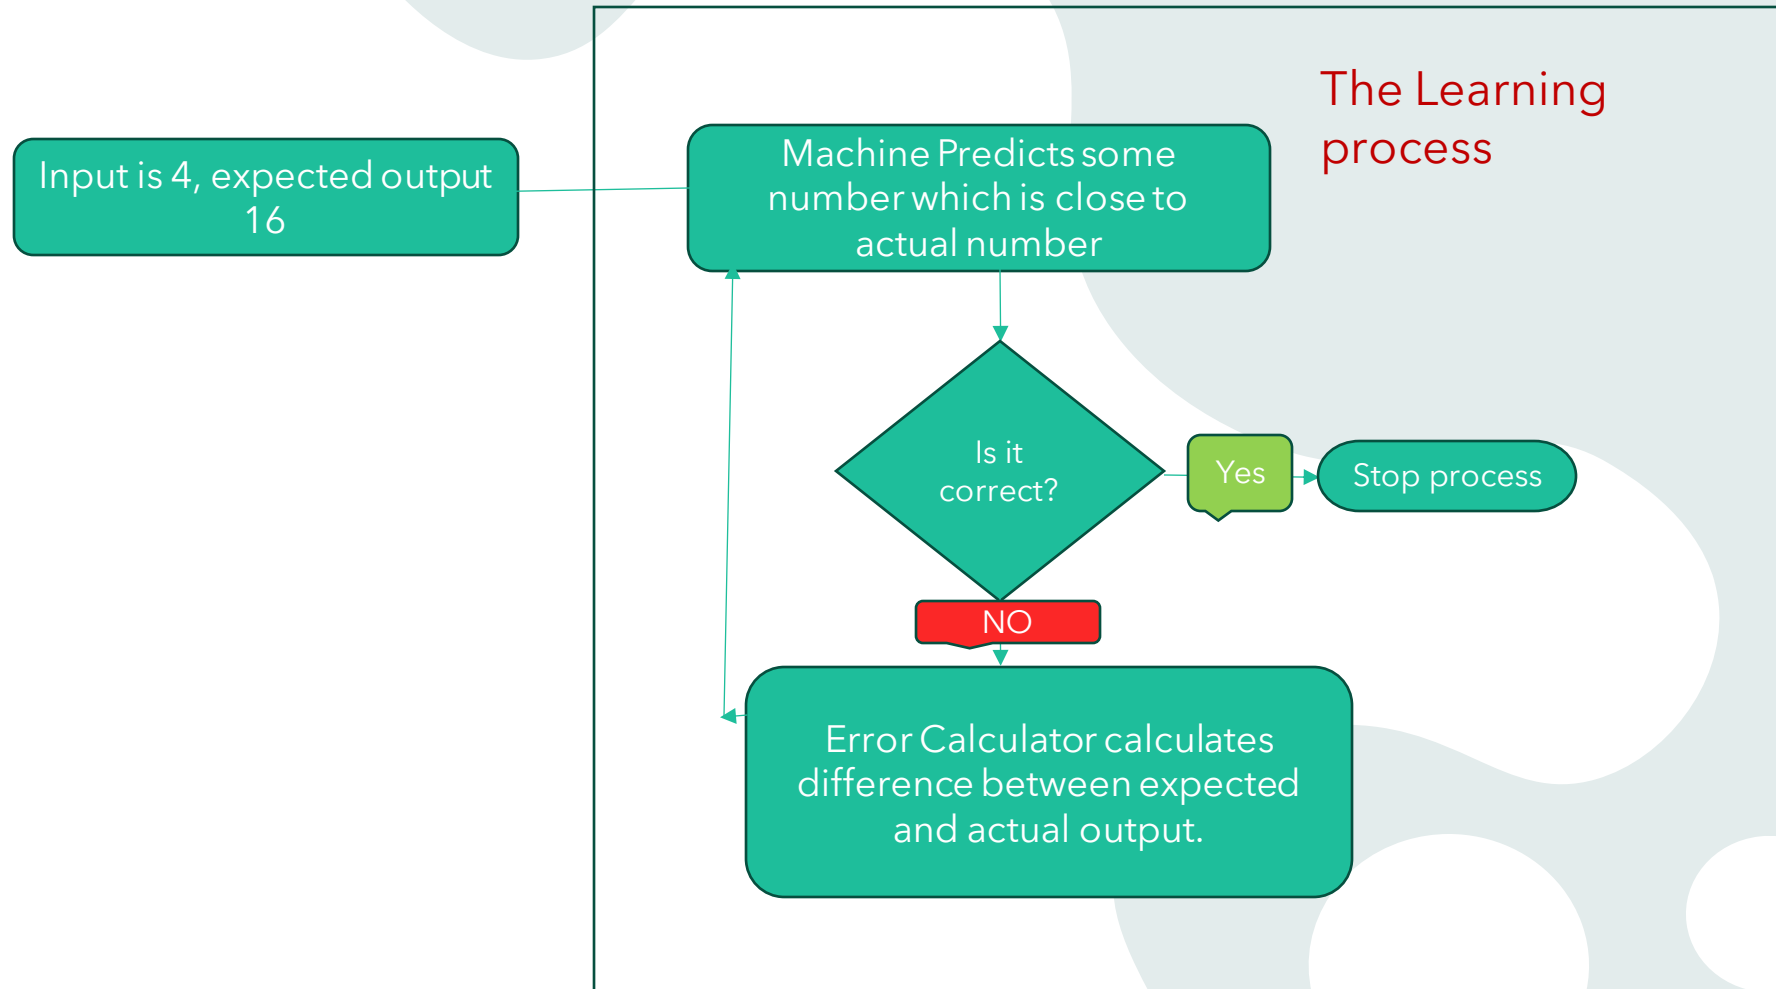 The Learning
process
Input is 4, expected output
16
Machine Predicts some
number which is close to
actual number
Is it
correct?
Yes
Stop process
NO
Error Calculator calculates
difference between expected
and actual output.